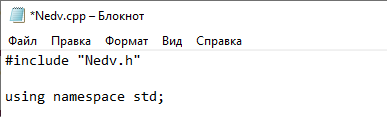 *Nedv.cpp – Блокнот
Файл Правка Формат Вид Справка
#include "Nedv.h"
using namespace std;